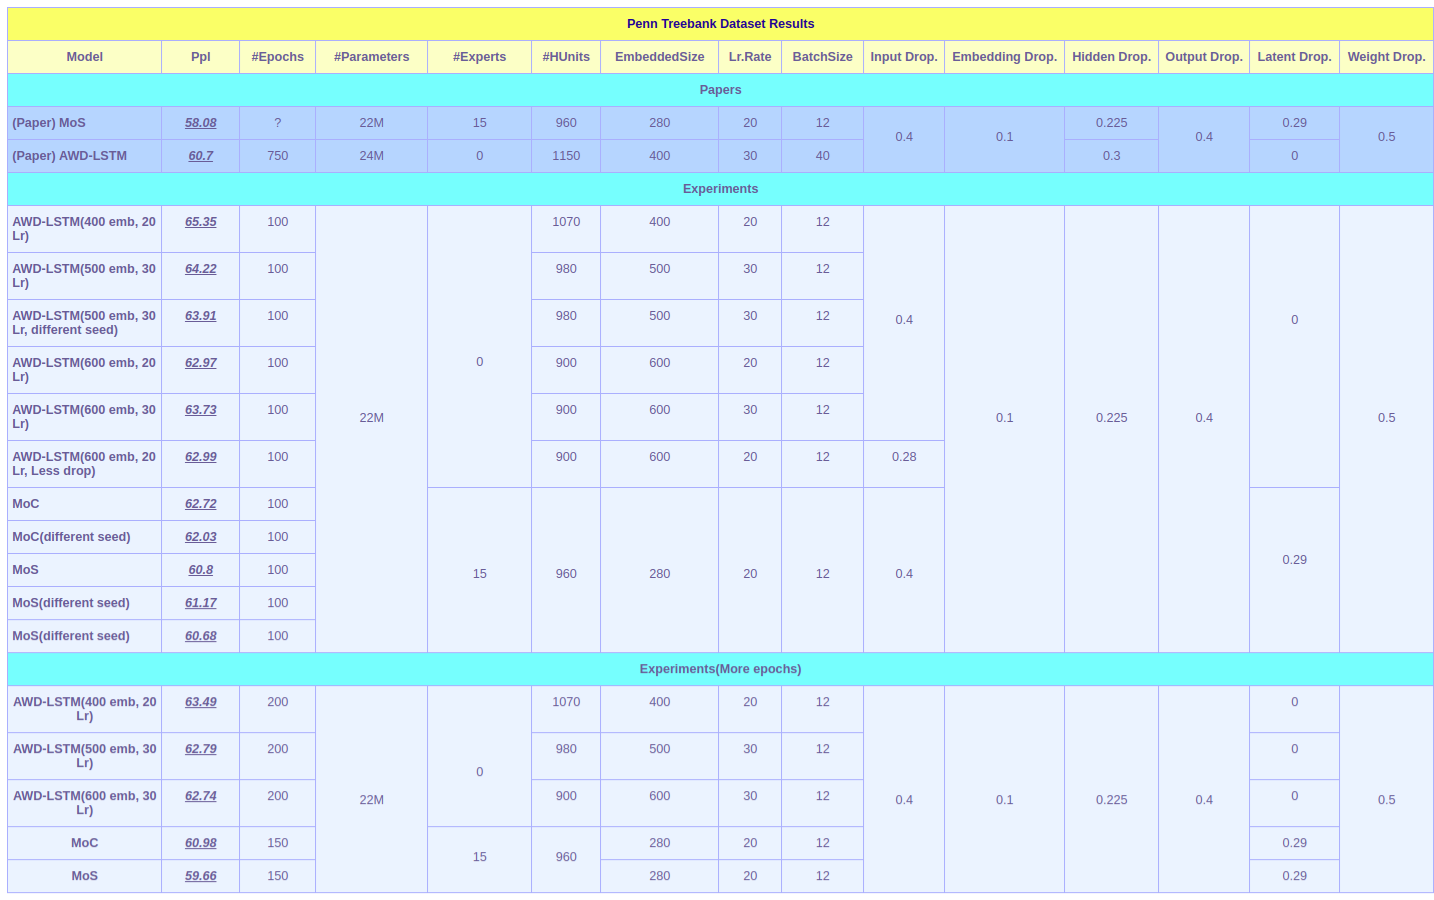 Penn Treebank Dataset Results
Model Ppl #Epochs #Parameters #Experts #HUnits EmbeddedSize Lr.Rate BatchSize Input Drop. Embedding Drop. Hidden Drop. Output Drop. Latent Drop. Weight Drop.
Papers
(Paper) MoS 58.08 ? 22M 15 960 280 20 12 0.4 0.1 0.225 0.4 0.29 0.5
(Paper) AWD-LSTM 60.7 750 24M 0 1150 400 30 40 0.3 0
Experiments
AWD-LSTM(400 emb, 20 65.35 100 22M 0 1070 400 20 12 0.4 0.1 0.225 0.4 0 0.5
Lr)
AWD-LSTM(500 emb, 30 64.22 100 980 500 30 12
Lr)
AWD-LSTM(500 emb, 30 63.91 100 980 500 30 12
Lr, different seed)
AWD-LSTM(600 emb, 20 62.97 100 900 600 20 12
Lr)
AWD-LSTM(600 emb, 30 63.73 100 900 600 30 12
Lr)
AWD-LSTM(600 emb, 20 62.99 100 900 600 20 12 0.28
Lr, Less drop)
MoC 62.72 100 15 960 280 20 12 0.4 0.29
MoC(different seed) 62.03 100
MoS 60.8 100
MoS(different seed) 61.17 100
MoS(different seed) 60.68 100
Experiments(More epochs)
AWD-LSTM(400 emb, 20 63.49 200 22M 0 1070 400 20 12 0.4 0.1 0.225 0.4 0 0.5
Lr)
AWD-LSTM(500 emb, 30 62.79 200 980 500 30 12 0
Lr)
AWD-LSTM(600 emb, 30 62.74 200 900 600 30 12 0
Lr)
MoC 60.98 150 15 960 280 20 12 0.29
MoS 59.66 150 280 20 12 0.29